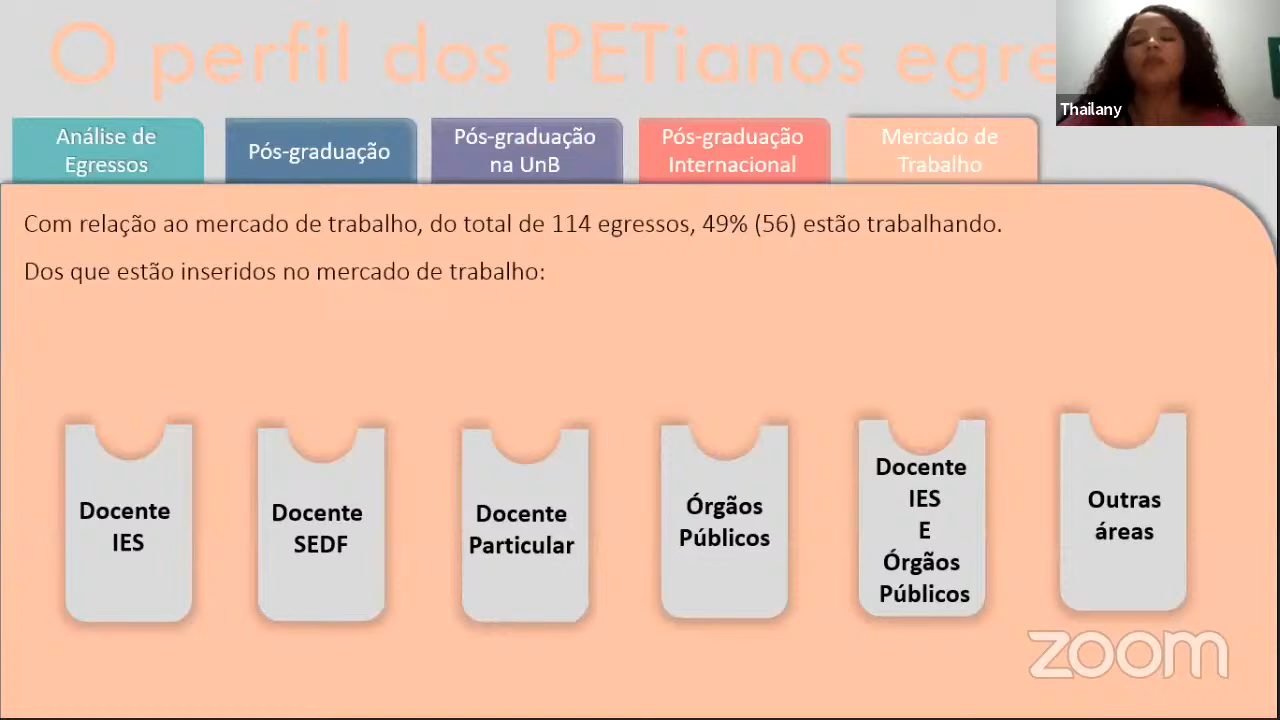 O perfil dos PETianos egre
Thailany
Análise de
Egressos
Pós-graduação
Pós-graduação
na UnB
Pós-graduação
Internacional
Mercado de
Trabalho
Com relação ao mercado de trabalho, do total de 114 egressos, 49% (56) estão trabalhando.
Dos que estão inseridos no mercado de trabalho:
Docente
IES
Docente
SEDF
Docente
Particular
Órgãos
Públicos
Docente
IES
E
Órgãos
Públicos
Outras
áreas
zoom